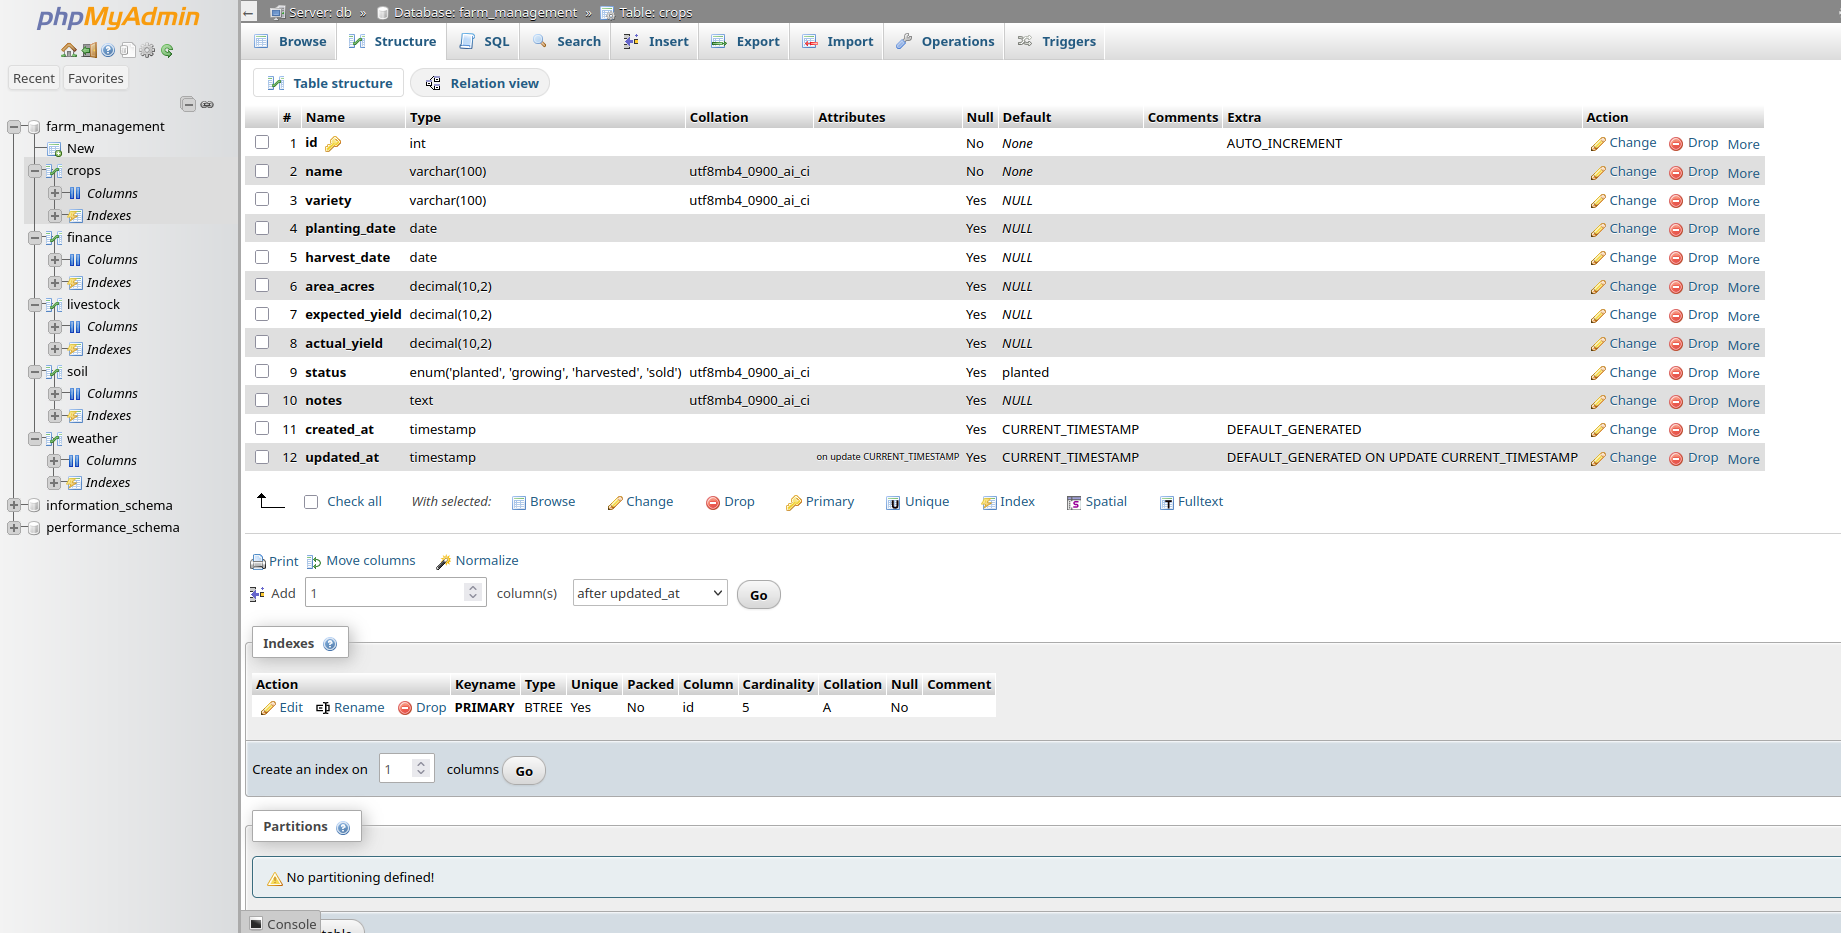 phpMyAdmin
Recent Favorites
farm_management
New
crops
Columns
Indexes
finance
Columns
Indexes
livestock
Columns
Indexes
soil
Columns
Indexes
weather
Columns
Indexes
information_schema
performance_schema
Server: db » Database: farm_management » Table: crops
Browse Structure SQL Search Insert Export Import Operations Triggers
Table structure Relation view
# Name Type Collation Attributes Null Default Comments Extra Action
1 id int No None AUTO_INCREMENT Change Drop More
2 name varchar(100) utf8mb4_0900_ai_ci No None Change Drop More
3 variety varchar(100) utf8mb4_0900_ai_ci Yes NULL Change Drop More
4 planting_date date Yes NULL Change Drop More
5 harvest_date date Yes NULL Change Drop More
6 area_acres decimal(10,2) Yes NULL Change Drop More
7 expected_yield decimal(10,2) Yes NULL Change Drop More
8 actual_yield decimal(10,2) Yes NULL Change Drop More
9 status enum('planted', 'growing', 'harvested', 'sold') utf8mb4_0900_ai_ci Yes planted Change Drop More
10 notes text utf8mb4_0900_ai_ci Yes NULL Change Drop More
11 created_at timestamp Yes CURRENT_TIMESTAMP DEFAULT_GENERATED Change Drop More
12 updated_at timestamp on update CURRENT_TIMESTAMP Yes CURRENT_TIMESTAMP DEFAULT_GENERATED ON UPDATE CURRENT_TIMESTAMP Change Drop More
Check all With selected: Browse Change Drop Primary Unique Index Spatial Fulltext
Print Move columns Normalize
Add 1 column(s) after updated_at Go
Indexes
Action Keyname Type Unique Packed Column Cardinality Collation Null Comment
Edit Rename Drop PRIMARY BTREE Yes No id 5 A No
Create an index on 1 columns Go
Partitions
No partitioning defined!
Console